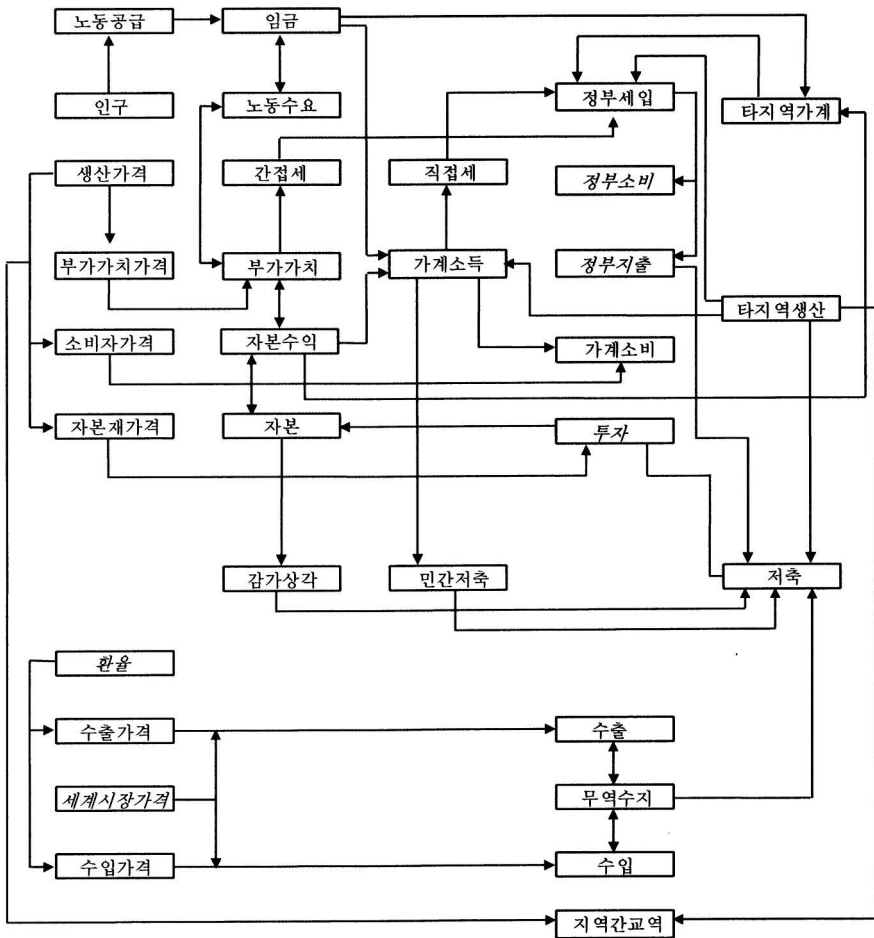 노동공급
임금
인구
노동수요
정부세입
타지역가계
생산가격
간접세
직접세
정부소비
부가가치가격
부가가치
가계소득
정부지출
타지역생산
소비자가격
자본수익
가계소비
자본재가격
자본
투자
감가상각
민간저축
저축
환율
수출가격
수출
세계시장가격
무역수지
수입가격
수입
지역간교역